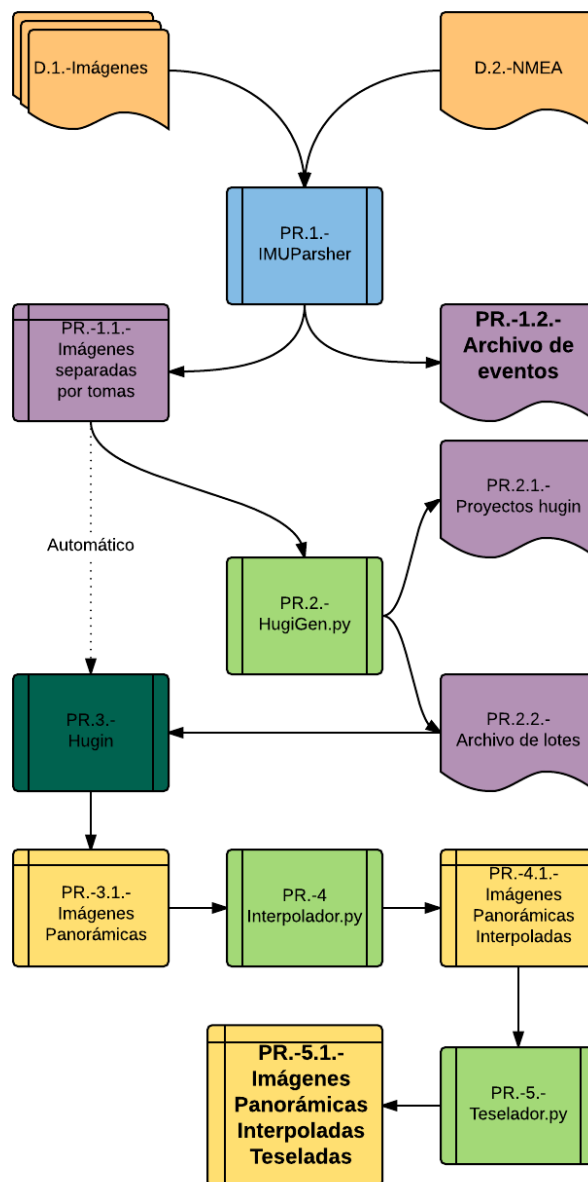 D.1.-Imágenes
D.2.-NMEA
PR.1.-
IMUParsher
PR.-1.1.-
Imágenes
separadas
por tomas
PR.-1.2.-
Archivo de
eventos
PR.2.1.-
Proyectos hugin
Automático
PR.2.-
HugiGen.py
PR.3.-
Hugin
PR.2.2.-
Archivo de lotes
PR.-3.1.-
Imágenes
Panorámicas
PR.-4
Interpolador.py
PR.-4.1.-
Imágenes
Panorámicas
Interpoladas
PR.-5.1.-
Imágenes
Panorámicas
Interpoladas
Teseladas
PR.-5.-
Teselador.py